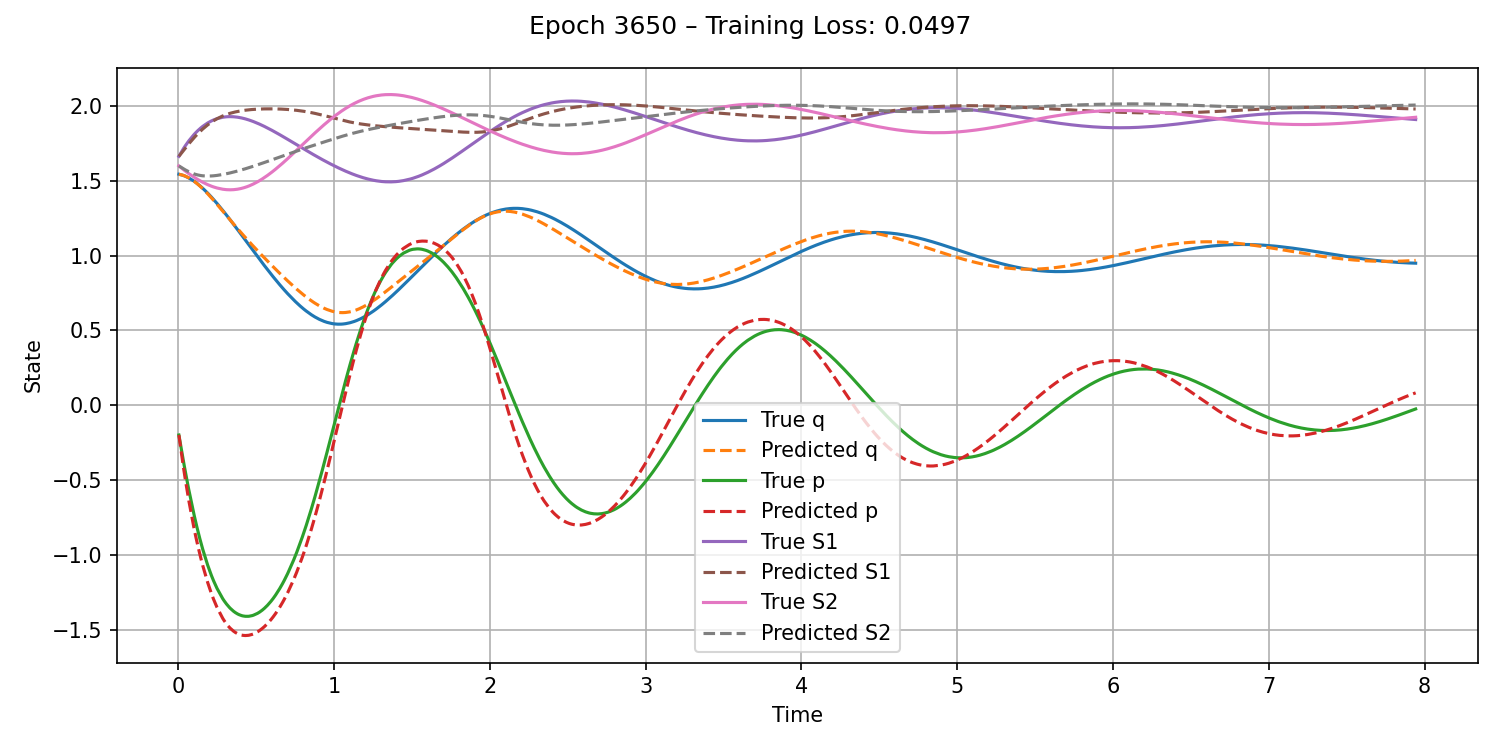 Epoch 3650 – Training Loss: 0.0497
2.0
1.5
1.0
0.5
0.0
−0.5
−1.0
−1.5
State
True q
Predicted q
True p
Predicted p
True S1
Predicted S1
True S2
Predicted S2
0 1 2 3 4 5 6 7 8
Time